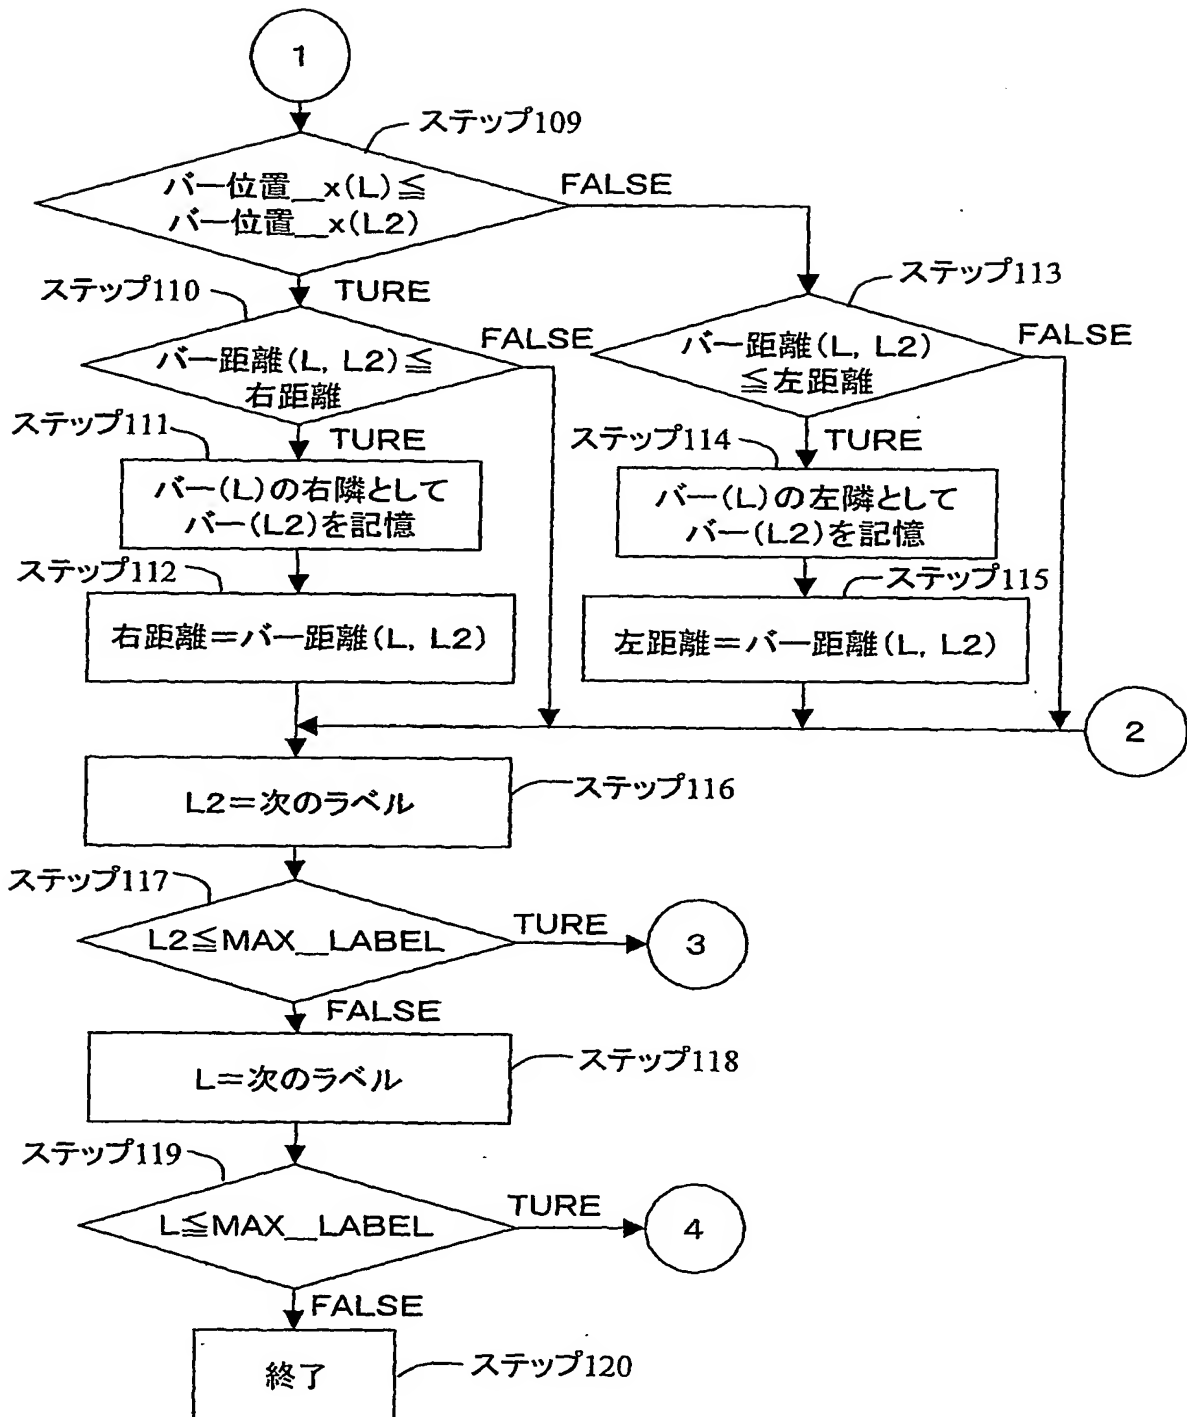 1
ステップ109
バー位置__x(L)≦
バー位置__x(L2)
FALSE
TURE
ステップ110
バー距離(L, L2)≦
右距離
FALSE
ステップ113
バー距離(L, L2)
≦左距離
FALSE
ステップ111
TURE
バー(L)の右隣として
バー(L2)を記憶
ステップ114
TURE
バー(L)の左隣として
バー(L2)を記憶
ステップ112
右距離=バー距離(L, L2)
ステップ115
左距離=バー距離(L, L2)
2
L2=次のラベル
ステップ116
ステップ117
L2≦MAX__LABEL
TURE
3
FALSE
L=次のラベル
ステップ118
ステップ119
L≦MAX__LABEL
TURE
4
FALSE
終了
ステップ120